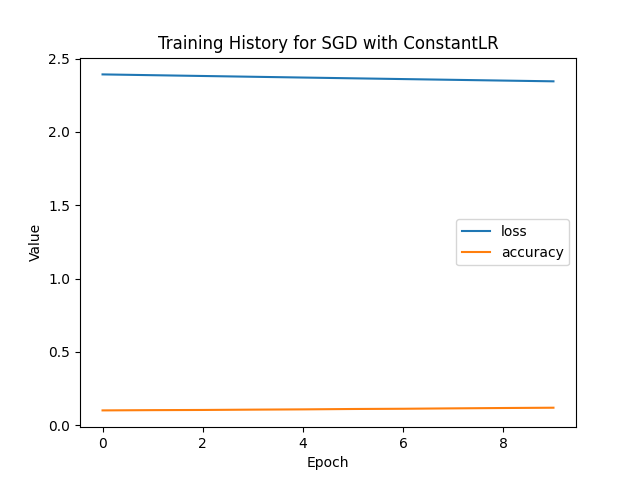 Training History for SGD with ConstantLR
2.5
2.0
1.5
1.0
0.5
0.0
Value
loss
accuracy
0 2 4 6 8
Epoch